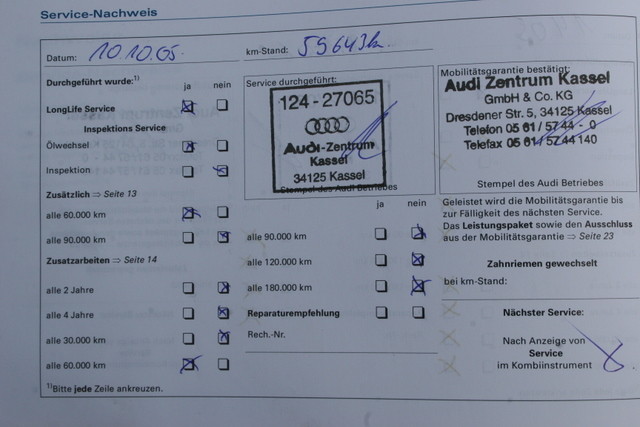 Service-Nachweis
Datum: 10.10.05 km-Stand: 59643k
Durchgeführt wurde:¹⁾
ja nein
LongLife Service
Inspektions Service
Ölwechsel
Inspektion
Zusätzlich ⇒ Seite 13
alle 60.000 km
alle 90.000 km
Zusatzarbeiten ⇒ Seite 14
alle 2 Jahre
alle 4 Jahre
alle 30.000 km
alle 60.000 km
¹⁾Bitte jede Zeile ankreuzen.
Service durchgeführt:
124-27065
Audi-Zentrum
Kassel
34125 Kassel
Stempel des Audi Betriebes
ja nein
alle 90.000 km
alle 120.000 km
alle 180.000 km
Reparaturempfehlung
Rech.-Nr.
Mobilitätsgarantie bestätigt:
Audi Zentrum Kassel
GmbH & Co. KG
Dresdener Str. 5, 34125 Kassel
Telefon 05 61 / 57 44 - 0
Telefax 05 61 / 57 44 140
Stempel des Audi Betriebes
Geleistet wird die Mobilitätsgarantie bis
zur Fälligkeit des nächsten Service.
Das Leistungspaket sowie den Ausschluss
aus der Mobilitätsgarantie ⇒ Seite 23
Zahnriemen gewechselt
bei km-Stand:
Nächster Service:
Nach Anzeige von
Service
im Kombiinstrument